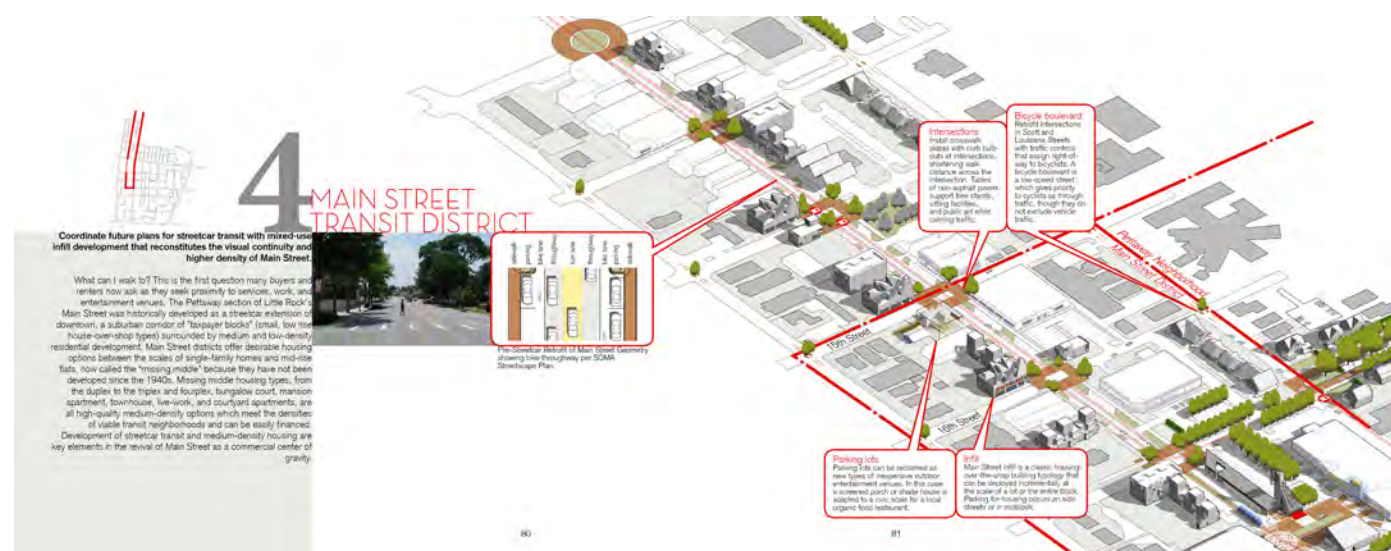 4
MAIN STREET
TRANSIT DISTRICT
Coordinate future plans for streetcar transit with mixed-use
infill development that reconstitutes the visual continuity and
higher density of Main Street.
What can I walk to? This is the first question many buyers and
renters now ask as they seek proximity to services, work, and
entertainment venues. The Pettaway section of Little Rock's
Main Street was historically developed as a streetcar extension of
downtown, a suburban corridor of "taxpayer blocks" (small, low rise
house-over-shop types) surrounded by medium and low-density
residential development. Main Street districts offer desirable housing
options between the scales of single-family homes and mid-rise
flats, now called the "missing middle" because they have not been
developed since the 1940s. Missing middle housing types, from
the duplex to the triplex and fourplex, bungalow court, mansion
apartment, townhouse, live-work, and courtyard apartments, are
all high-quality medium-density options which meet the densities
of viable transit neighborhoods and can be easily financed.
Development of streetcar transit and medium-density housing are
key elements in the revival of Main Street as a commercial center of
gravity.
sidewalk
parking
bike lane
throughway
turn lane
throughway
bike lane
parking
sidewalk
Pre-Streetcar Retrofit of Main Street Geometry
showing bike throughway per SOMA
Streetscape Plan
80
Intersections
Install crosswalk
plazas with curb bulb-
outs at intersections,
shortening walk
distance across the
intersection. Tables
of non-asphalt pavers
support tree stands,
sitting facilities,
and public art while
calming traffic.
Bicycle boulevard
Retrofit intersections
in Scott and
Louisiana Streets
with traffic controls
that assign right-of-
way to bicyclists. A
bicycle boulevard is
a low-speed street
which gives priority
to cyclists as through
traffic, though they do
not exclude vehicle
traffic.
Pettaway Neighborhood
Main Street District
15th Street
16th Street
Parking lots
Parking lots can be reclaimed as
new types of inexpensive outdoor
entertainment venues. In this case
a screened porch or shade house is
adapted to a civic scale for a local
organic food restaurant.
Infill
Main Street infill is a classic housing-
over-the-shop building typology that
can be deployed incrementally at
the scale of a lot or the entire block.
Parking for housing occurs on side
streets or in midblock.
81